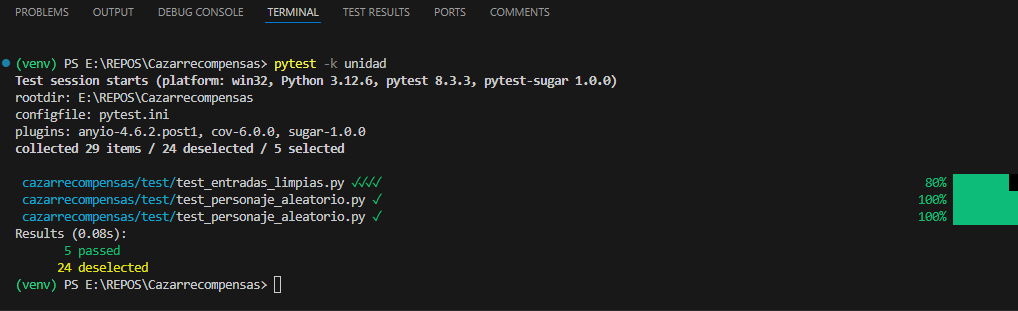 PROBLEMS OUTPUT DEBUG CONSOLE TERMINAL TEST RESULTS PORTS COMMENTS
(venv) PS E:\REPOS\Cazarrecompensas> pytest -k unidad
Test session starts (platform: win32, Python 3.12.6, pytest 8.3.3, pytest-sugar 1.0.0)
rootdir: E:\REPOS\Cazarrecompensas
configfile: pytest.ini
plugins: anyio-4.6.2.post1, cov-6.0.0, sugar-1.0.0
collected 29 items / 24 deselected / 5 selected
cazarrecompensas/test/test_entradas_limpias.py ✓✓✓✓ 80%
cazarrecompensas/test/test_personaje_aleatorio.py ✓ 100%
cazarrecompensas/test/test_personaje_aleatorio.py ✓ 100%
Results (0.08s):
5 passed
24 deselected
(venv) PS E:\REPOS\Cazarrecompensas>